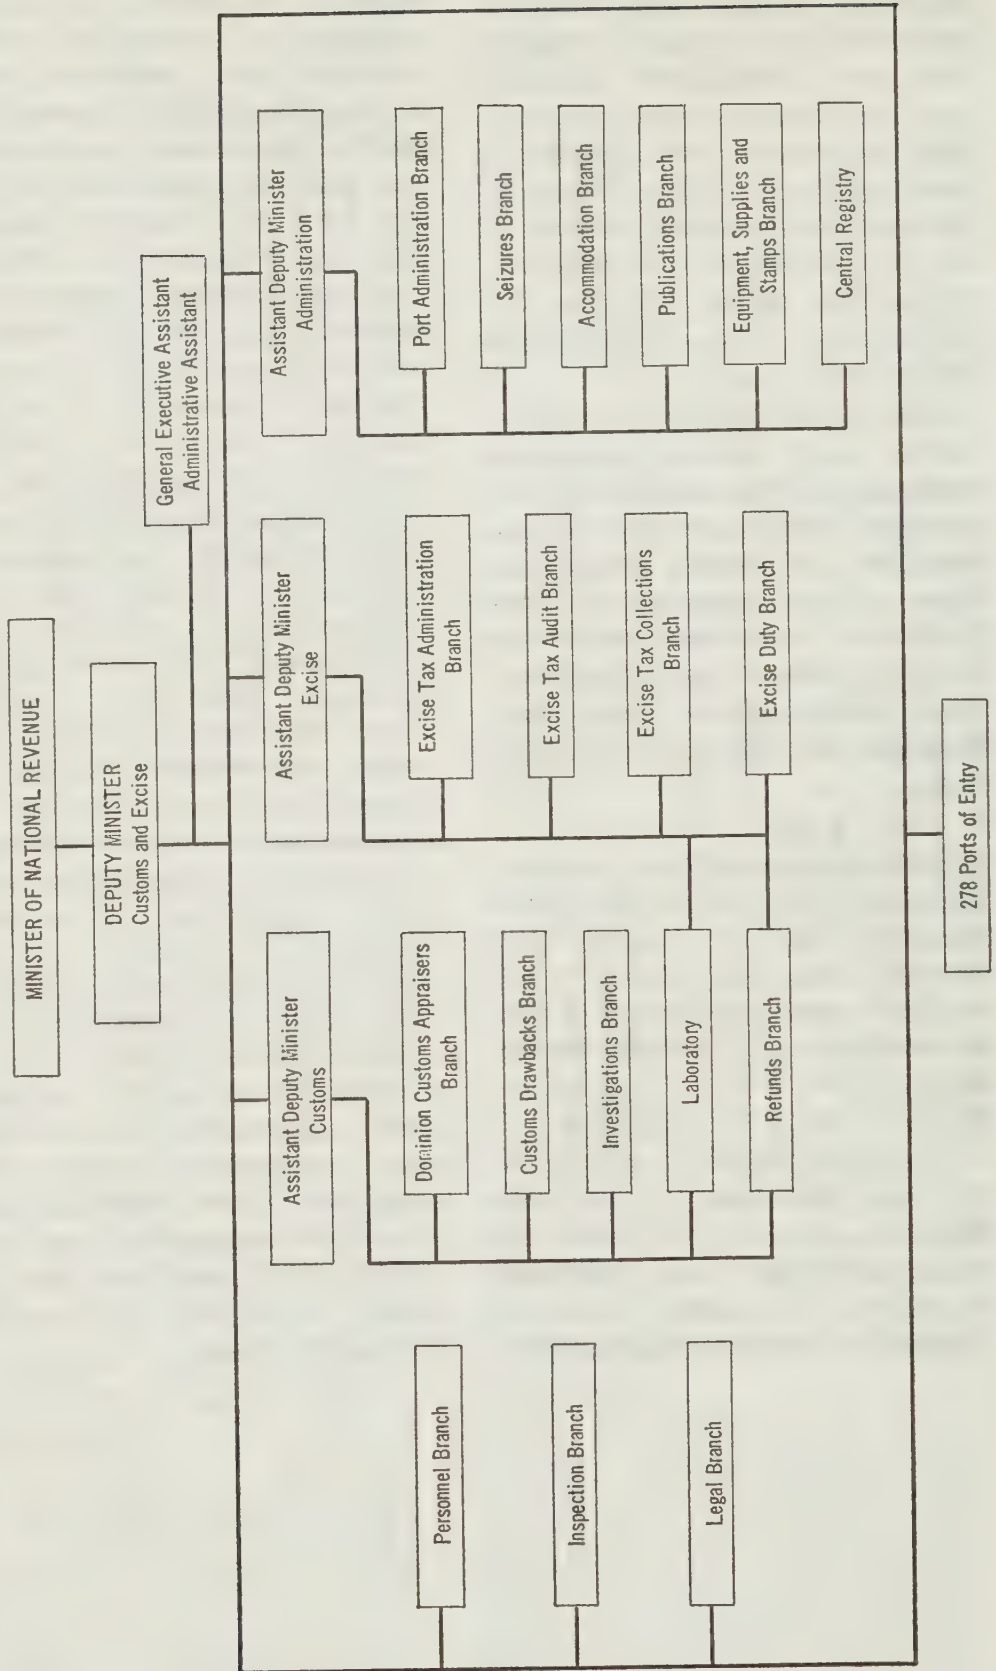 MINISTER OF NATIONAL REVENUE
DEPUTY MINISTER
Customs and Excise
General Executive Assistant
Administrative Assistant
Assistant Deputy Minister
Customs
Assistant Deputy Minister
Excise
Assistant Deputy Minister
Administration
Personnel Branch
Inspection Branch
Legal Branch
Dominion Customs Appraisers
Branch
Customs Drawbacks Branch
Investigations Branch
Laboratory
Refunds Branch
Excise Tax Administration
Branch
Excise Tax Audit Branch
Excise Tax Collections
Branch
Excise Duty Branch
Port Administration Branch
Seizures Branch
Accommodation Branch
Publications Branch
Equipment, Supplies and
Stamps Branch
Central Registry
278 Ports of Entry